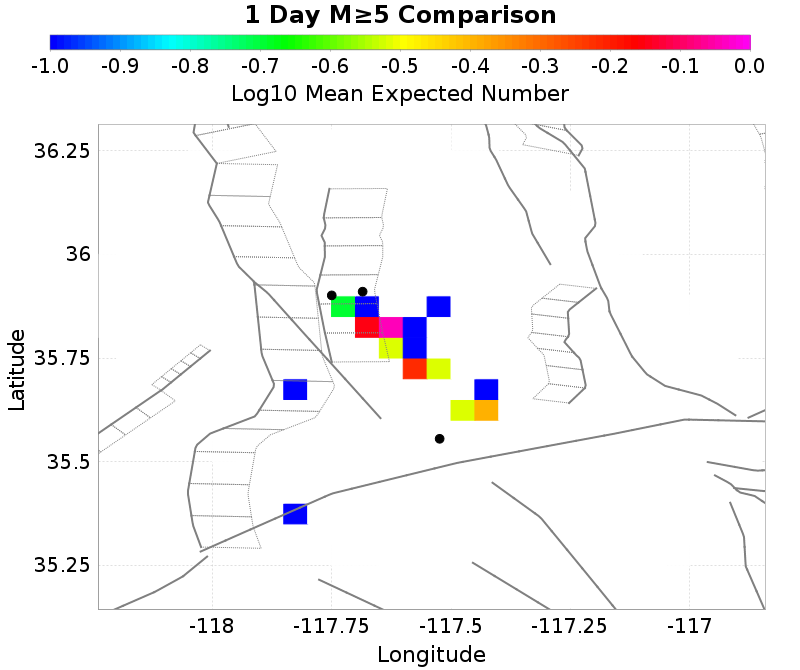 1 Day M≥5 Comparison
-1.0 -0.9 -0.8 -0.7 -0.6 -0.5 -0.4 -0.3 -0.2 -0.1 0.0
Log10 Mean Expected Number
36.25
36
35.75
35.5
35.25
Latitude
-118 -117.75 -117.5 -117.25 -117
Longitude